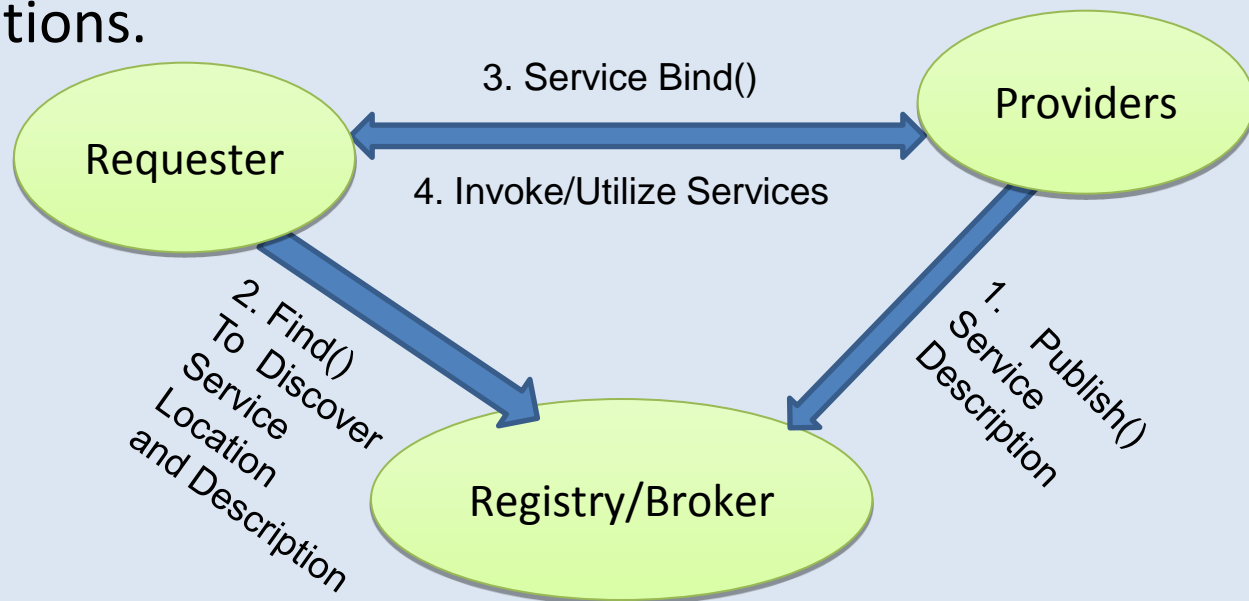 tions.
3. Service Bind()
Providers
Requester
4. Invoke/Utilize Services
2. Find()
To Discover
Service
Location
and Description
1. Publish()
Service
Description
Registry/Broker